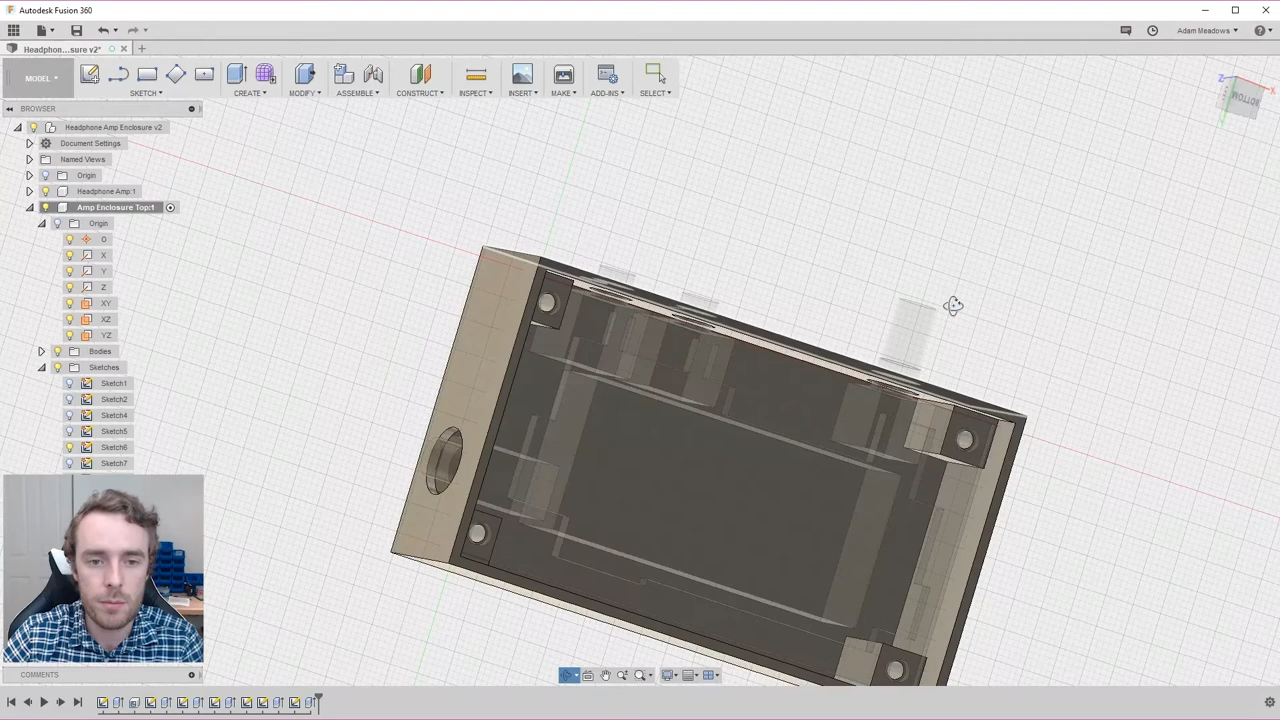 Autodesk Fusion 360
Adam Meadows
Headphon...sure v2*
MODEL
SKETCH
CREATE
MODIFY
ASSEMBLE
CONSTRUCT
INSPECT
INSERT
MAKE
ADD-INS
SELECT
Z
X
BOTTOM
BROWSER
Headphone Amp Enclosure v2
Document Settings
Named Views
Origin
Headphone Amp:1
Amp Enclosure Top:1
Origin
O
X
Y
Z
XY
XZ
YZ
Bodies
Sketches
Sketch1
Sketch2
Sketch4
Sketch5
Sketch6
Sketch7
COMMENTS